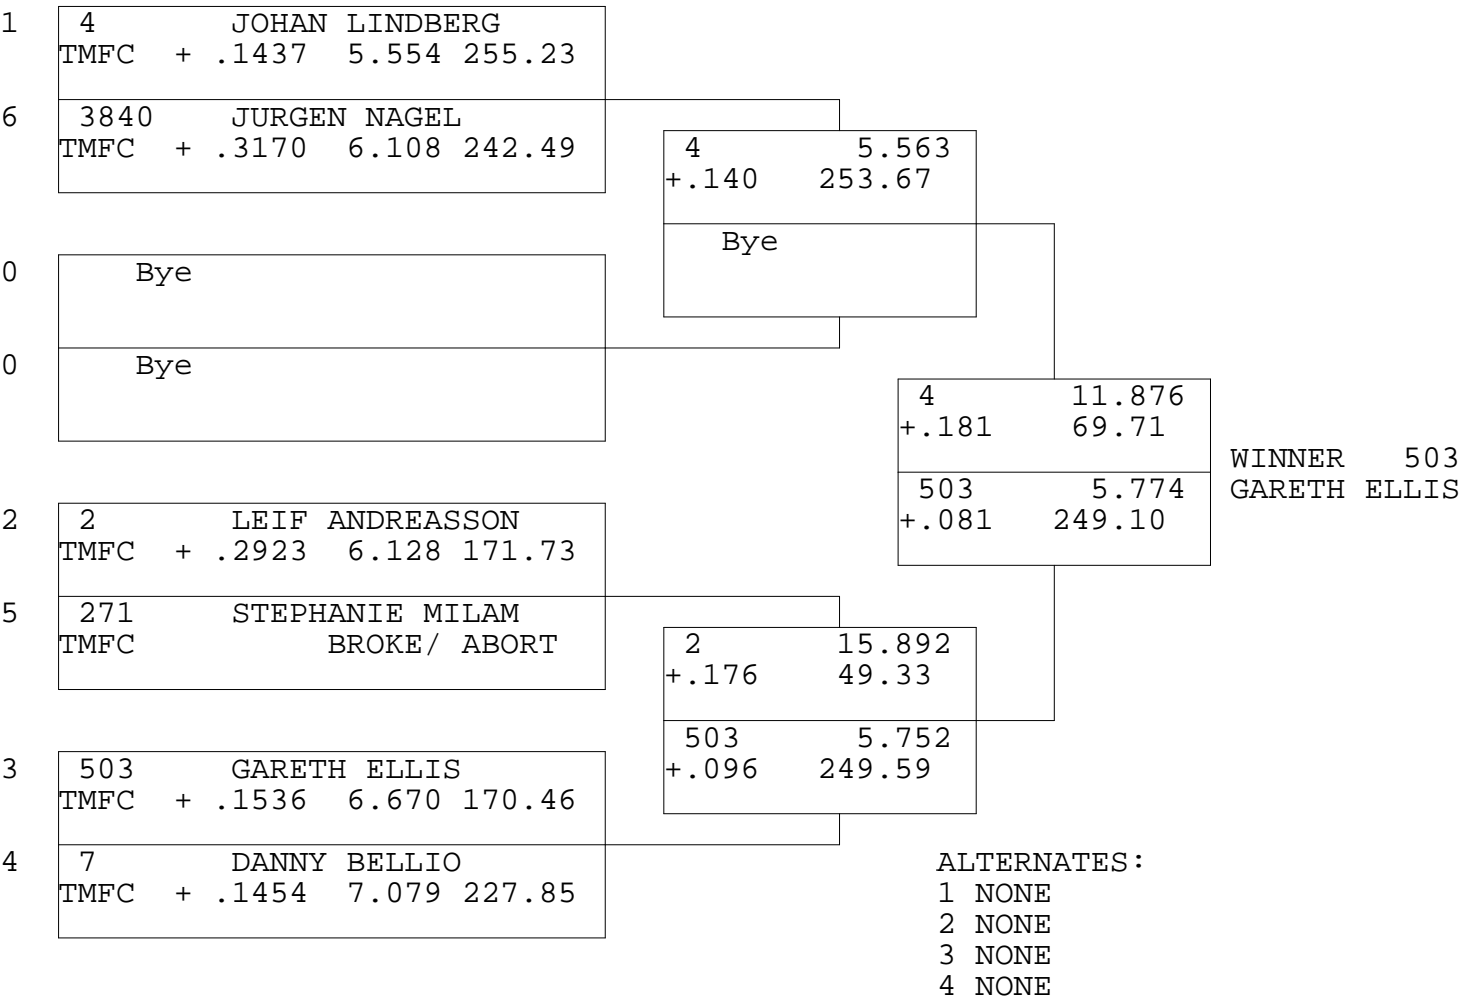 1 4 JOHAN LINDBERG
TMFC + .1437 5.554 255.23
6 3840 JURGEN NAGEL
TMFC + .3170 6.108 242.49
4 5.563
+.140 253.67
Bye
0 Bye
0 Bye
4 11.876
+.181 69.71
WINNER 503
503 5.774
GARETH ELLIS
+.081 249.10
2 2 LEIF ANDREASSON
TMFC + .2923 6.128 171.73
5 271 STEPHANIE MILAM
TMFC BROKE/ ABORT
2 15.892
+.176 49.33
503 5.752
+.096 249.59
3 503 GARETH ELLIS
TMFC + .1536 6.670 170.46
4 7 DANNY BELLIO
TMFC + .1454 7.079 227.85
ALTERNATES:
1 NONE
2 NONE
3 NONE
4 NONE